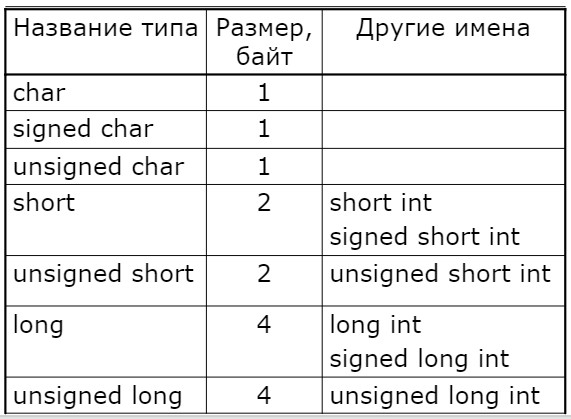 Название типа Размер, байт Другие имена
char 1
signed char 1
unsigned char 1
short 2 short int
signed short int
unsigned short 2 unsigned short int
long 4 long int
signed long int
unsigned long 4 unsigned long int